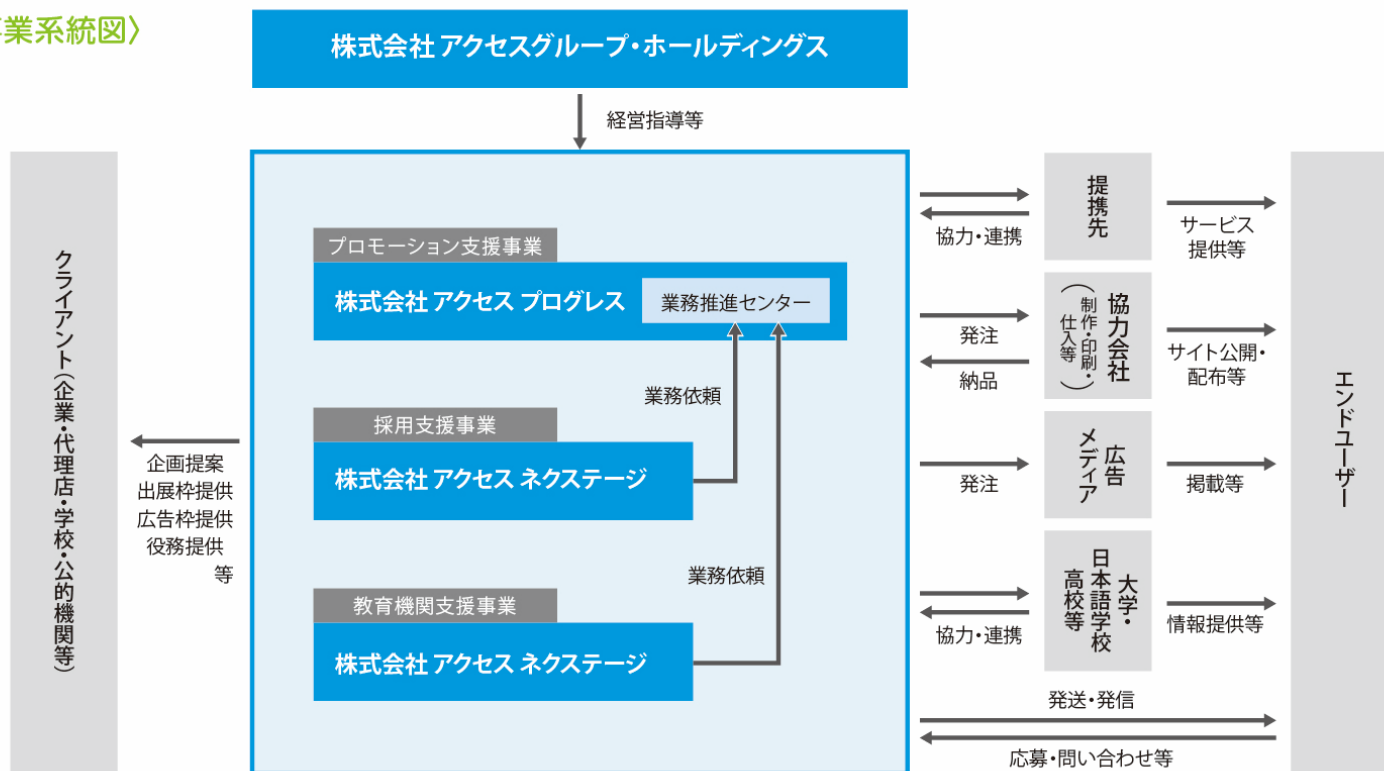 業系統図〉
株式会社 アクセスグループ・ホールディングス
経営指導等
クライアント（企業・代理店・学校・公的機関等）
企画提案
出展枠提供
広告枠提供
役務提供
等
プロモーション支援事業
株式会社 アクセス プログレス
業務推進センター
業務依頼
採用支援事業
株式会社 アクセス ネクステージ
業務依頼
教育機関支援事業
株式会社 アクセス ネクステージ
協力・連携
提携先
サービス
提供等
発注
納品
協力会社
（制作・印刷・
仕入等）
サイト公開・
配布等
発注
広告
メディア
掲載等
協力・連携
大学・
日本語学校
高校等
情報提供等
発送・発信
応募・問い合わせ等
エンドユーザー